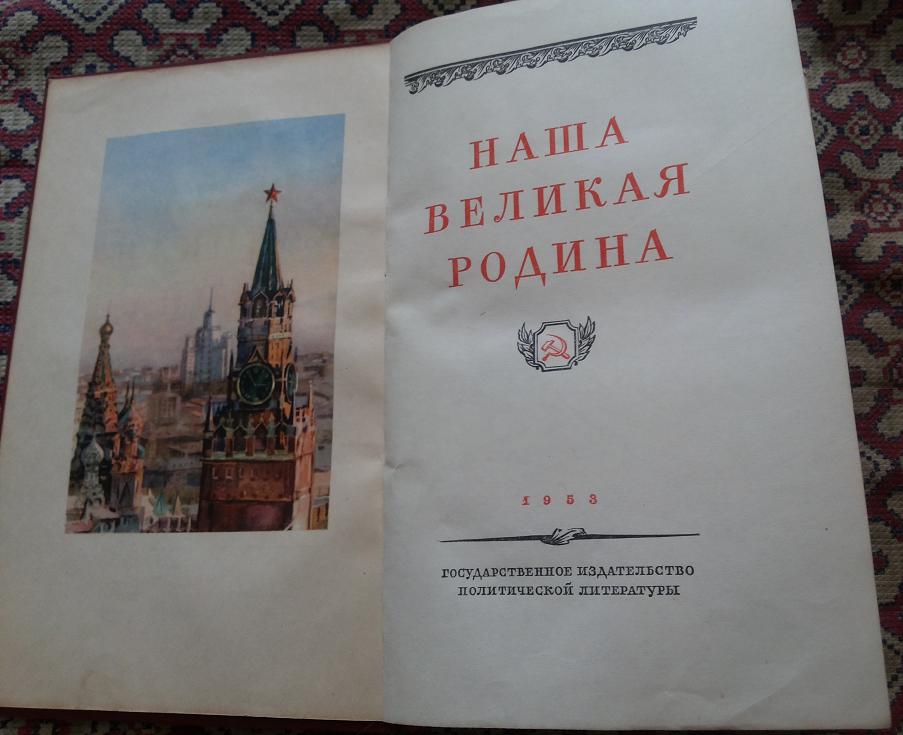 НАША
ВЕЛИКАЯ
РОДИНА
1953
ГОСУДАРСТВЕННОЕ ИЗДАТЕЛЬСТВО
ПОЛИТИЧЕСКОЙ ЛИТЕРАТУРЫ